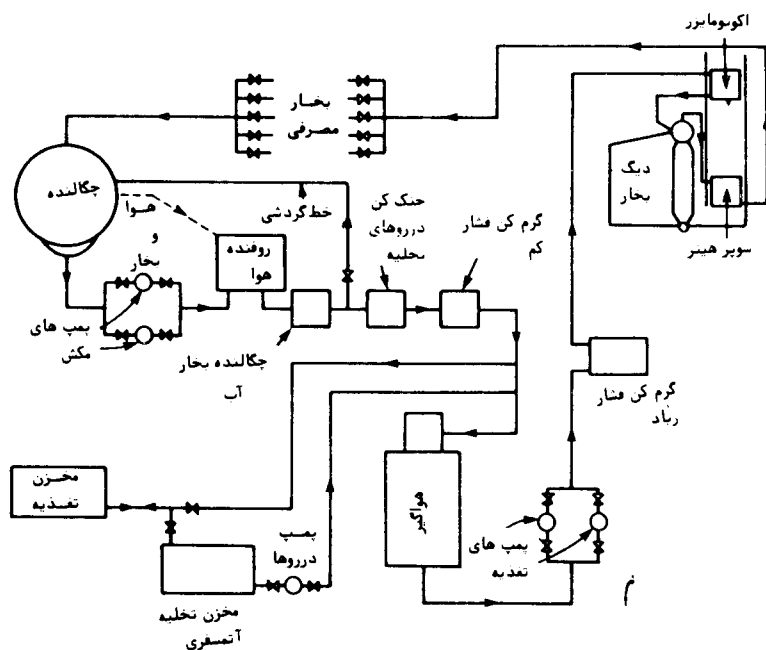 اکونومایزر
بخار
مصرفی
دیگ
بخار
سوپر هیتر
چگالنده
هوا
و
بخار
خط گردشی
روفنده
هوا
خنک کن
درروهای
تخلیه
گرم کن فشار
کم
پمپ های
مکش
چگالنده بخار
آب
گرم کن فشار
زیاد
مخزن
تغذیه
پمپ
درروها
هواگیر
پمپ های
تغذیه
مخزن تخلیه
آتمسفری